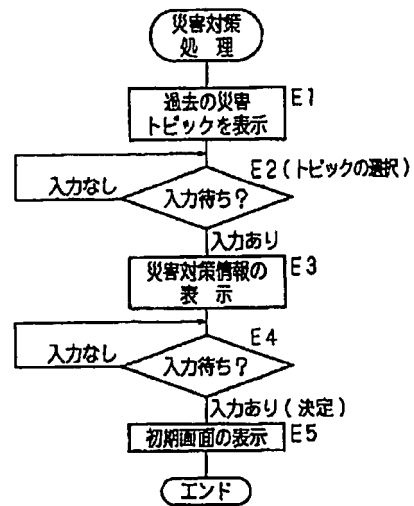 災害対策
処 理
過去の災害
トピックを表示
E1
E2(トピックの選択)
入力なし
入力待ち?
入力あり
災害対策情報の
表 示
E3
E4
入力なし
入力待ち?
入力あり(決定)
初期画面の表示
E5
エンド